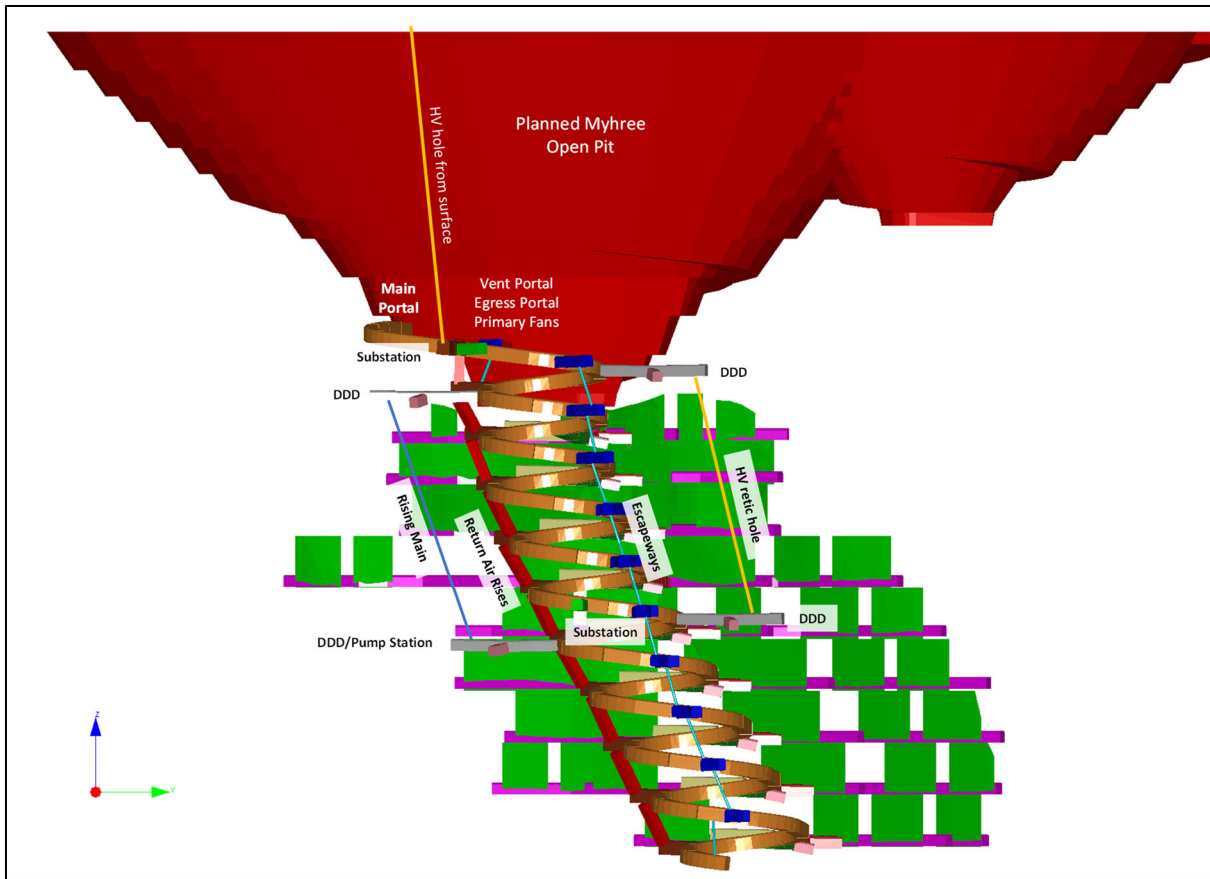 HV hole from surface
Planned Myhree
Open Pit
Main
Portal
Vent Portal
Egress Portal
Primary Fans
Substation
DDD
DDD
Rising Main
Return Air Rises
Escapeways
HV retic hole
Substation
DDD
DDD/Pump Station
Z
Y